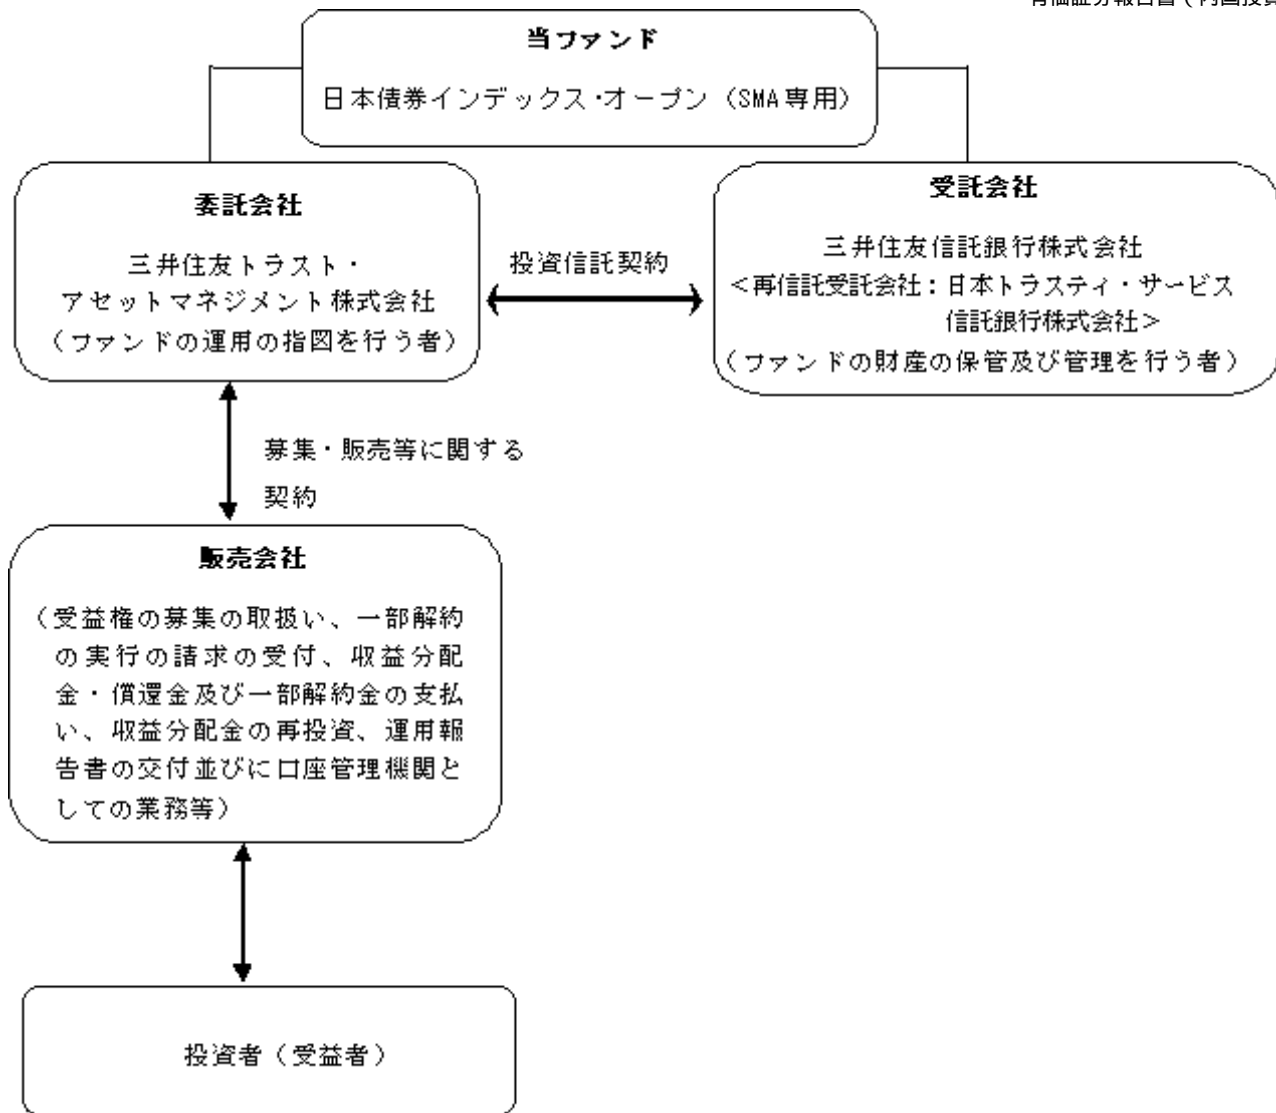 当ファンド
日本債券インデックス・オープン（SMA専用）
委託会社
三井住友トラスト・
アセットマネジメント株式会社
（ファンドの運用の指図を行う者）
投資信託契約
受託会社
三井住友信託銀行株式会社
＜再信託受託会社：日本トラスティ・サービス
信託銀行株式会社＞
（ファンドの財産の保管及び管理を行う者）
募集・販売等に関する
契約
販売会社
（受益権の募集の取扱い、一部解約
の実行の請求の受付、収益分配
金・償還金及び一部解約金の支払
い、収益分配金の再投資、運用報
告書の交付並びに口座管理機関と
しての業務等）
投資者（受益者）